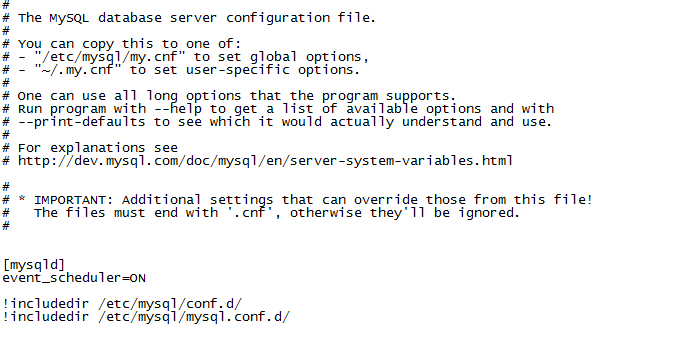 #
# The MySQL database server configuration file.
#
# You can copy this to one of:
# - "/etc/mysql/my.cnf" to set global options,
# - "~/.my.cnf" to set user-specific options.
#
# One can use all long options that the program supports.
# Run program with --help to get a list of available options and with
# --print-defaults to see which it would actually understand and use.
#
# For explanations see
# http://dev.mysql.com/doc/mysql/en/server-system-variables.html
#
# * IMPORTANT: Additional settings that can override those from this file!
#   The files must end with '.cnf', otherwise they'll be ignored.
#
[mysqld]
event_scheduler=ON
!includedir /etc/mysql/conf.d/
!includedir /etc/mysql/mysql.conf.d/